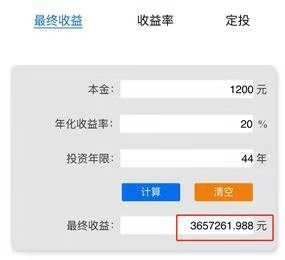 最终收益 收益率 定投
本金： 1200 元
年化收益率： 20 %
投资年限： 44 年
计算 清空
最终收益： 3657261.988 元